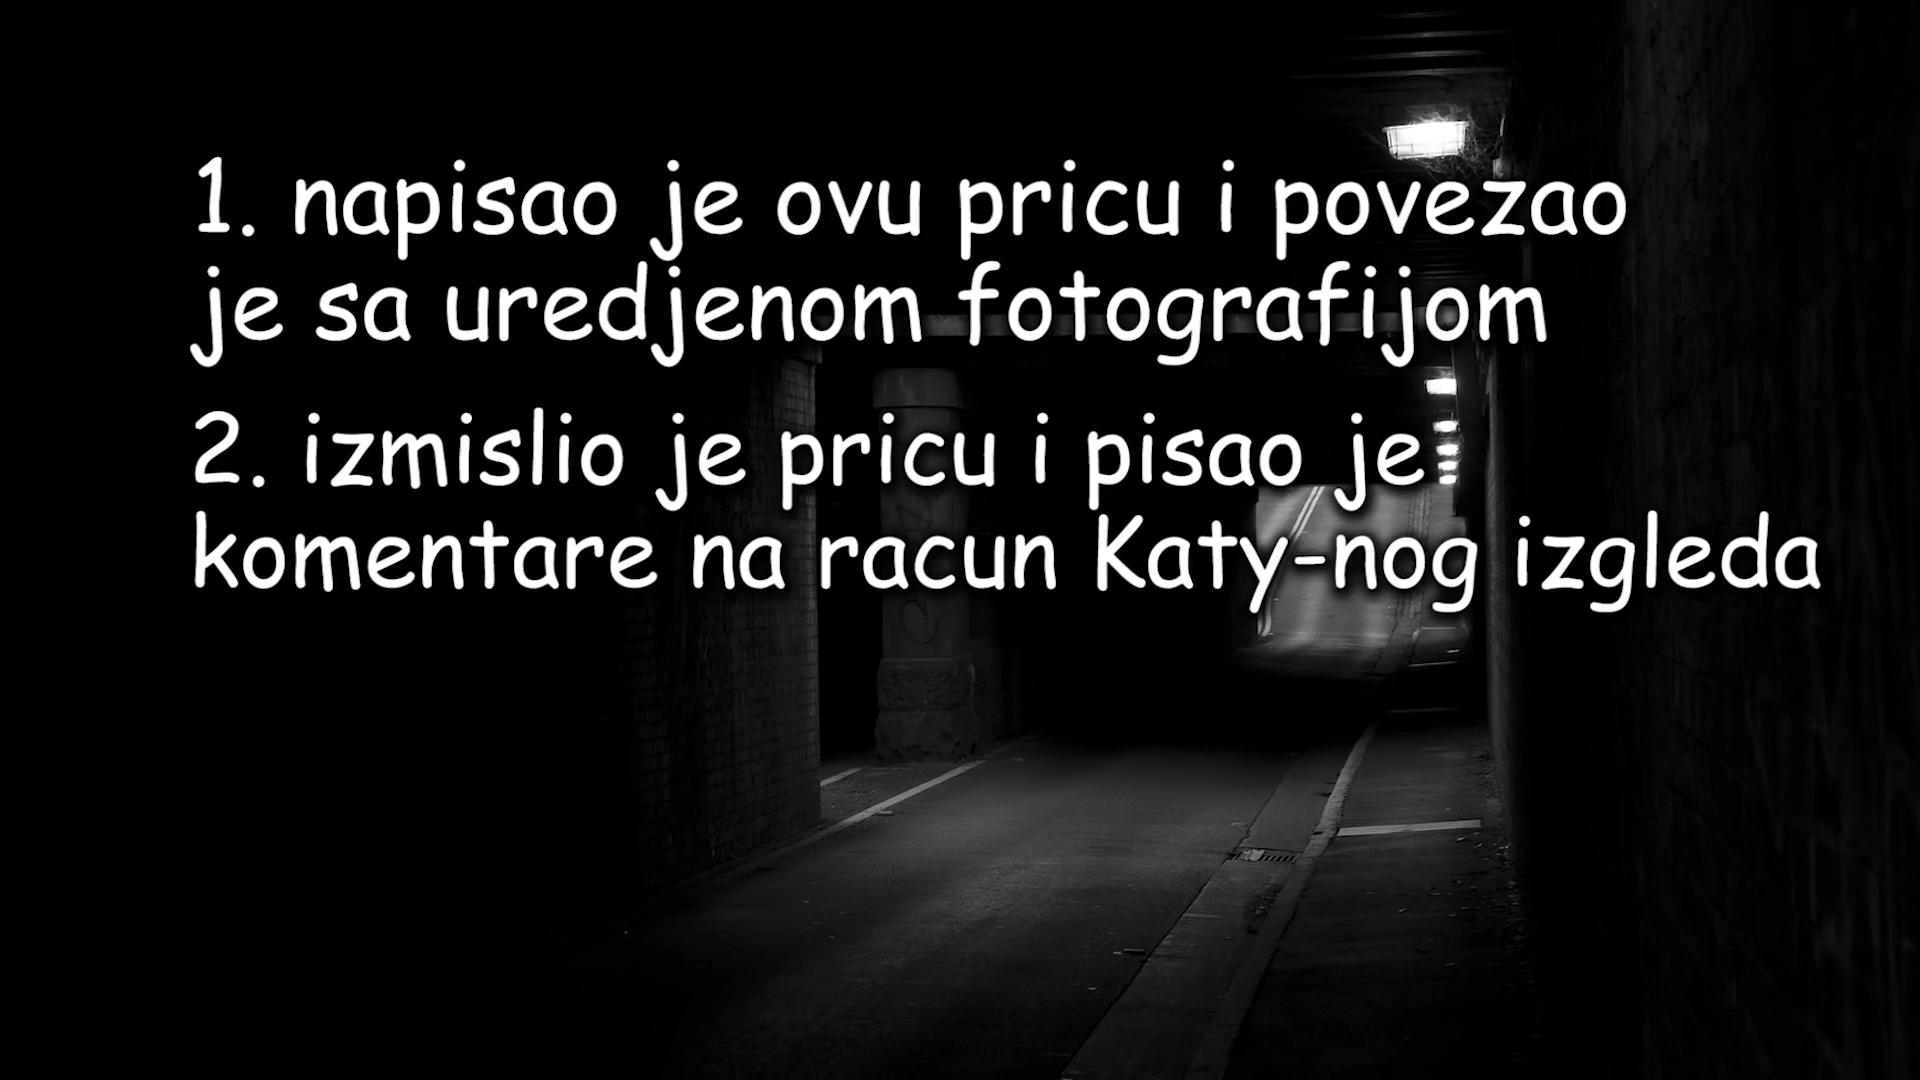 1. napisao je ovu pricu i povezao
je sa uredjenom fotografijom
2. izmislio je pricu i pisao je
komentare na racun Katy-nog izgleda